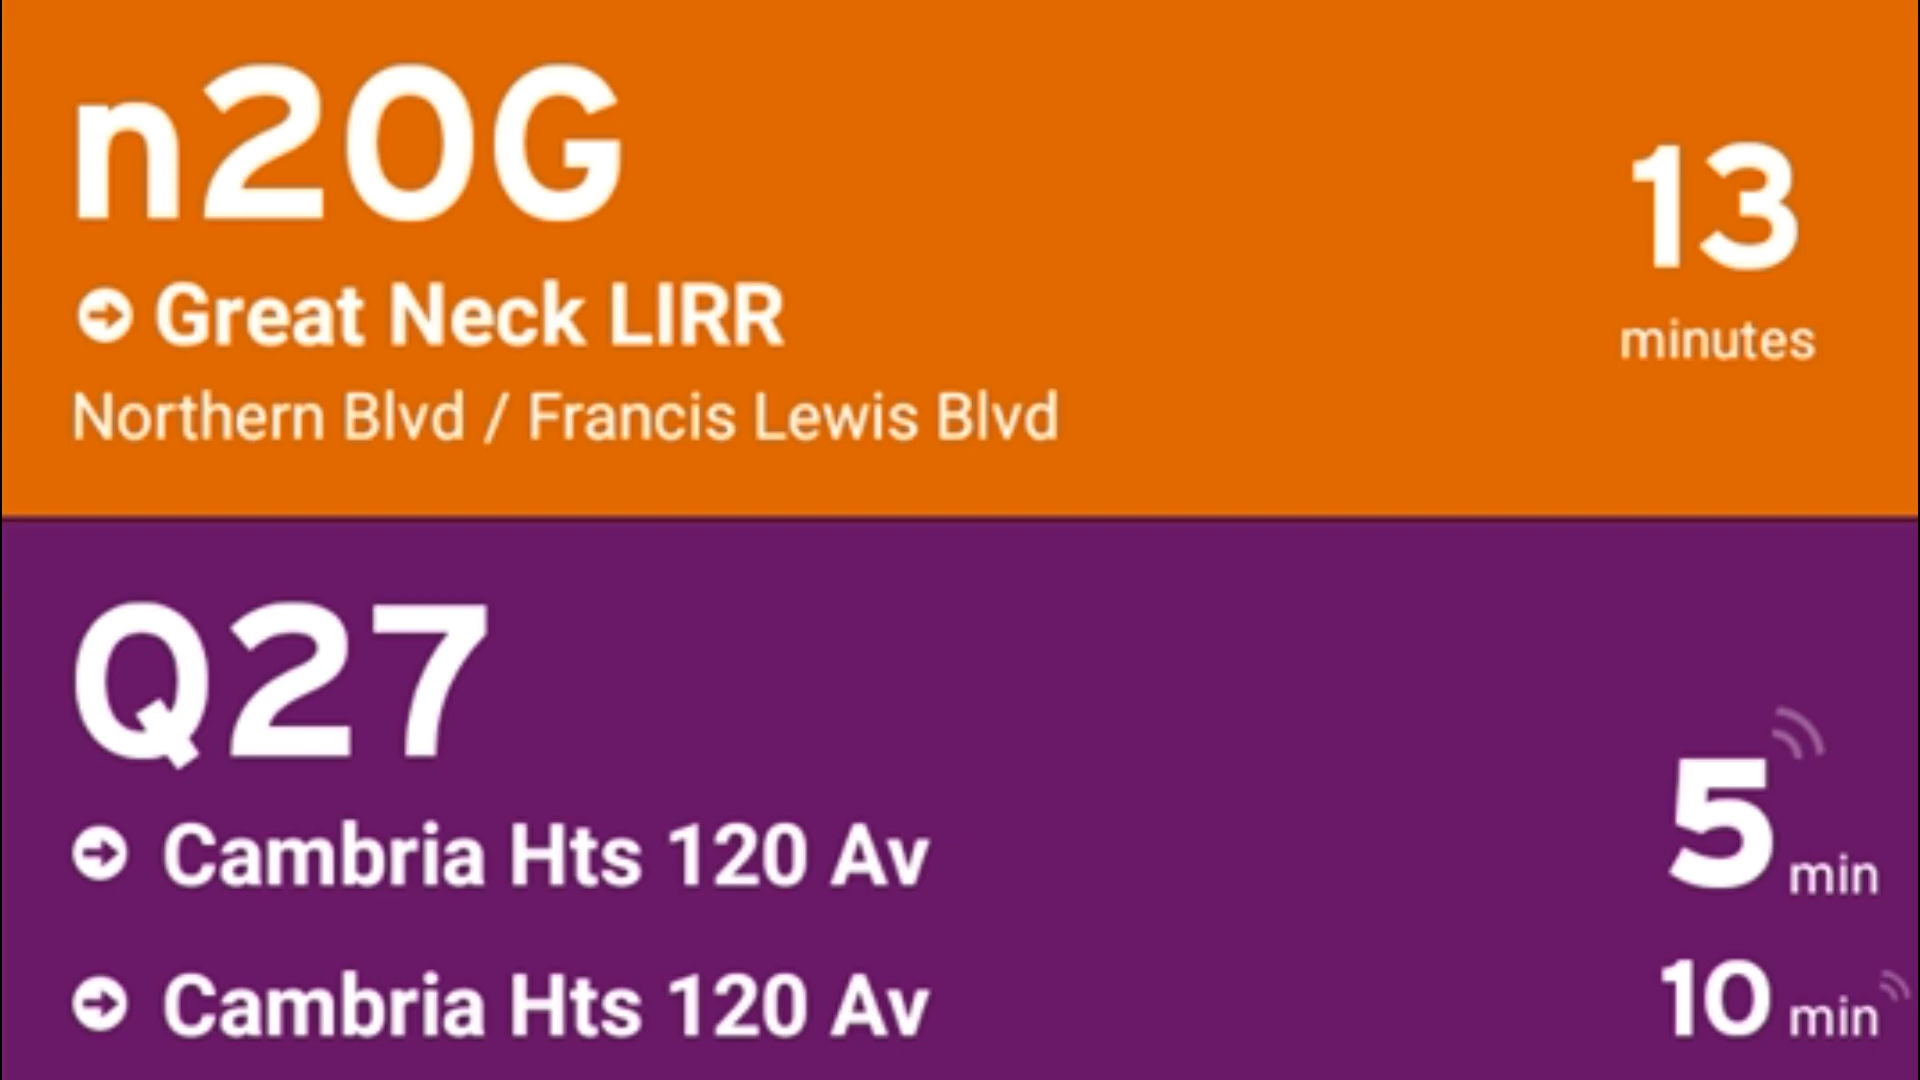 n20G
Great Neck LIRR
Northern Blvd / Francis Lewis Blvd
13
minutes
Q27
Cambria Hts 120 Av
5 min
Cambria Hts 120 Av
10 min